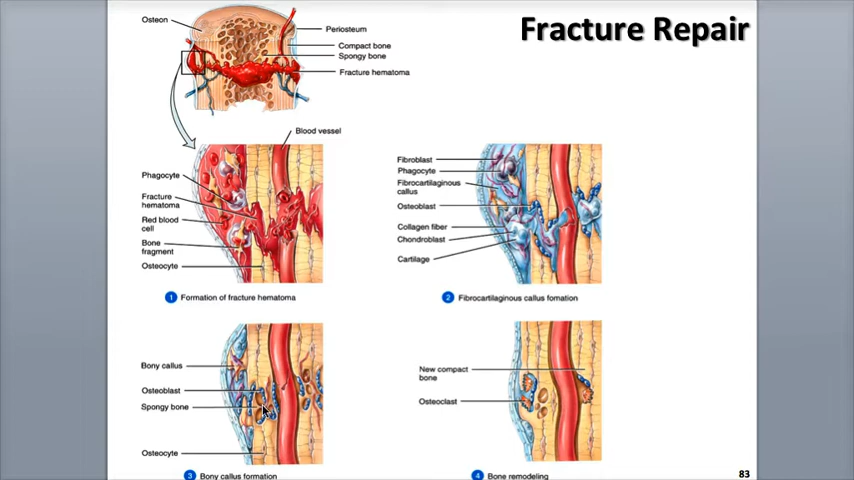 Fracture Repair
Osteon
Periosteum
Compact bone
Spongy bone
Fracture hematoma
Blood vessel
Phagocyte
Fracture
hematoma
Red blood
cell
Bone
fragment
Osteocyte
1 Formation of fracture hematoma
Fibroblast
Phagocyte
Fibrocartilaginous
callus
Osteoblast
Collagen fiber
Chondroblast
Cartilage
2 Fibrocartilaginous callus fomation
Bony callus
Osteoblast
Spongy bone
Osteocyte
3 Bony callus formation
New compact
bone
Osteoclast
4 Bone remodeling
83